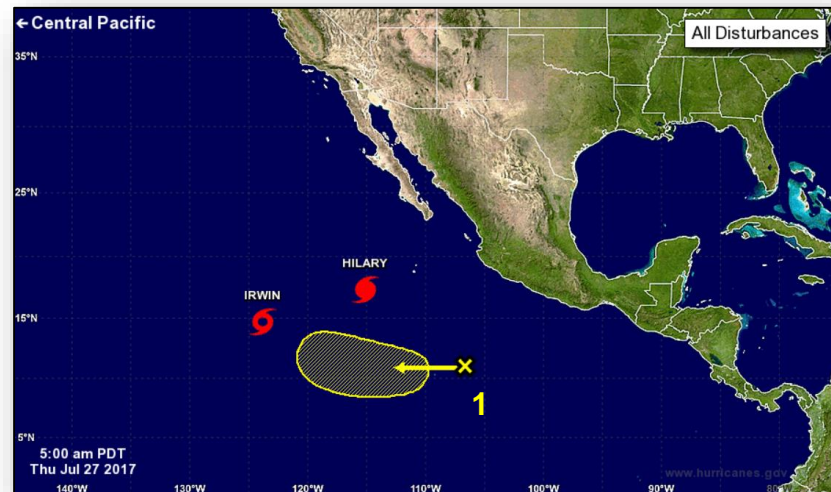 ← Central Pacific
All Disturbances
35°N
25°N
HILARY
IRWIN
15°N
1
5°N
5:00 am PDT
Thu Jul 27 2017
www.hurricanes.gov
140°W 130°W 120°W 110°W 100°W 90°W 80°W